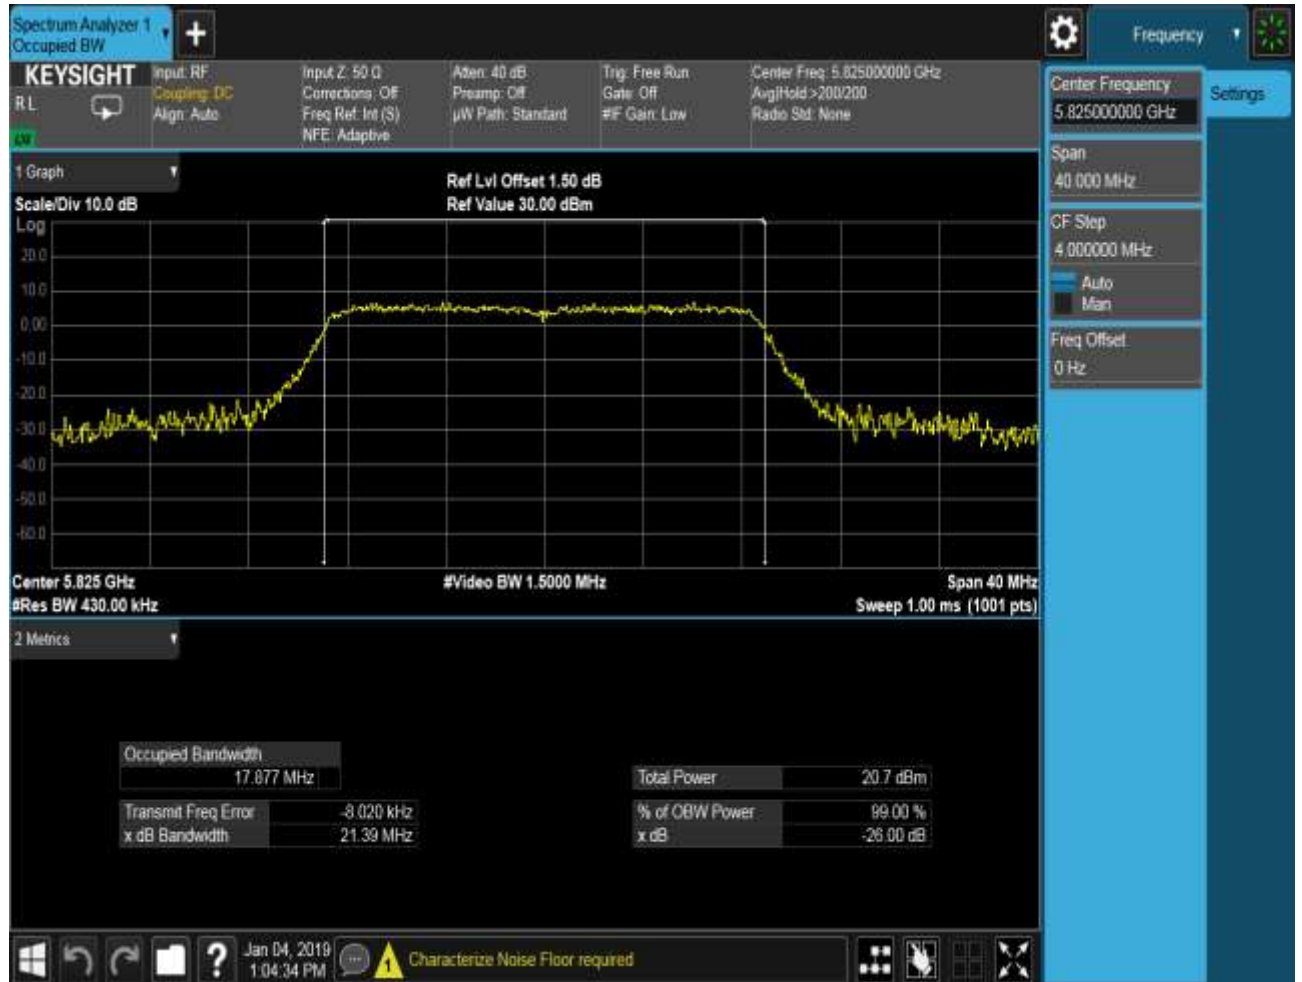 Spectrum Analyzer 1
Occupied BW
Frequency
KEYSIGHT
RL
Input: RF
Coupling: DC
Align: Auto
Input Z: 50 Ω
Corrections: Off
Freq Ref: Int (S)
NFE: Adaptive
Atten: 40 dB
Preamp: Off
µW Path: Standard
Trig: Free Run
Gate: Off
#IF Gain: Low
Center Freq: 5.825000000 GHz
Avg|Hold:>200/200
Radio Std: None
Center Frequency
5.825000000 GHz
Settings
Span
40.000 MHz
CF Step
4.000000 MHz
Auto
Man
Freq Offset
0 Hz
1 Graph
Scale/Div 10.0 dB
Ref Lvl Offset 1.50 dB
Ref Value 30.00 dBm
Log
20.0
10.0
0.00
-10.0
-20.0
-30.0
-40.0
-50.0
-60.0
Center 5.825 GHz
#Video BW 1.5000 MHz
Span 40 MHz
#Res BW 430.00 kHz
Sweep 1.00 ms (1001 pts)
2 Metrics
Occupied Bandwidth
17.877 MHz
Total Power 20.7 dBm
Transmit Freq Error -8.020 kHz
% of OBW Power 99.00 %
x dB Bandwidth 21.39 MHz
x dB -26.00 dB
?
Jan 04, 2019
1:04:34 PM
1
Characterize Noise Floor required